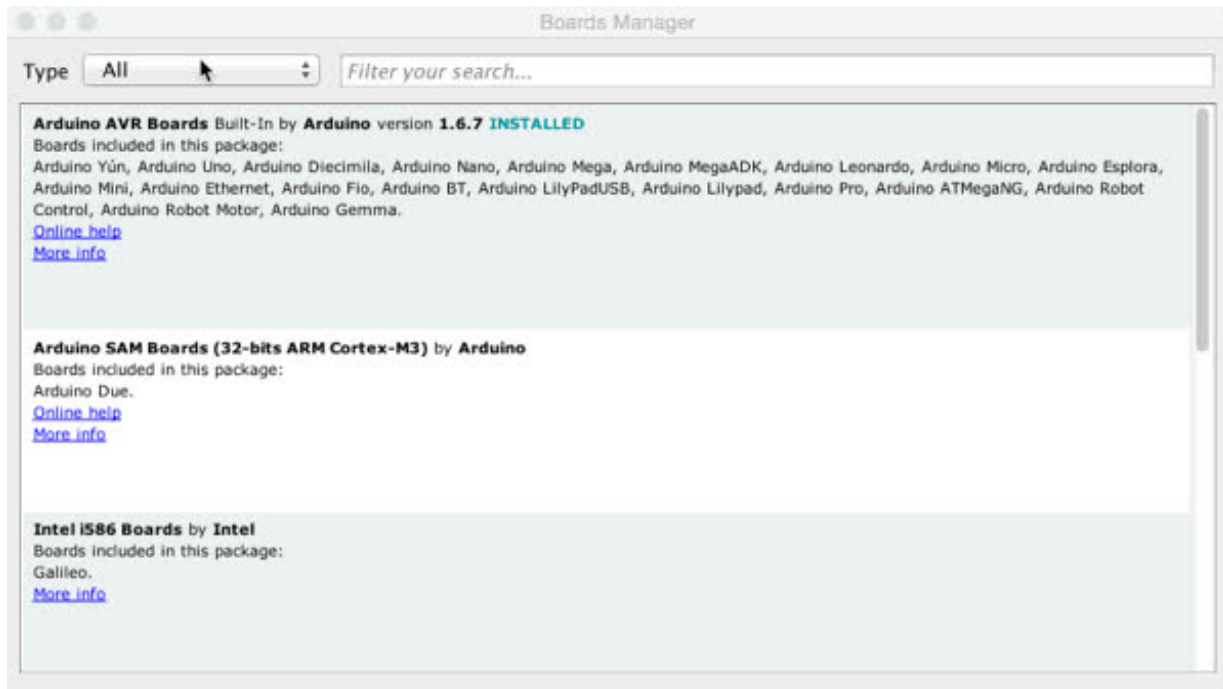 Boards Manager
Type All Filter your search...
Arduino AVR Boards Built-In by Arduino version 1.6.7 INSTALLED
Boards included in this package:
Arduino Yún, Arduino Uno, Arduino Diecimila, Arduino Nano, Arduino Mega, Arduino MegaADK, Arduino Leonardo, Arduino Micro, Arduino Esplora,
Arduino Mini, Arduino Ethernet, Arduino Fio, Arduino BT, Arduino LilyPadUSB, Arduino Lilypad, Arduino Pro, Arduino ATMegaNG, Arduino Robot
Control, Arduino Robot Motor, Arduino Gemma.
Online help
More info
Arduino SAM Boards (32-bits ARM Cortex-M3) by Arduino
Boards included in this package:
Arduino Due.
Online help
More info
Intel i586 Boards by Intel
Boards included in this package:
Galileo.
More info